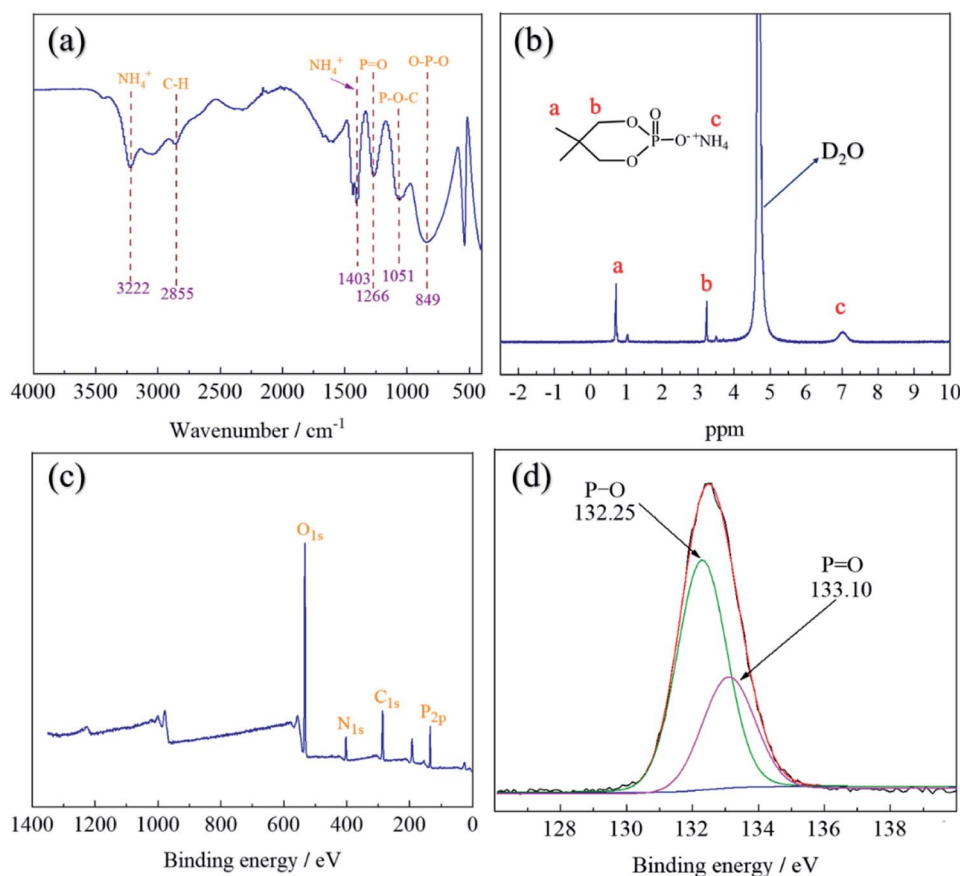 (a)
NH₄⁺
C-H
NH₄⁺
P=O
P-O-C
O-P-O
3222
2855
1403
1266
1051
849
4000 3500 3000 2500 2000 1500 1000 500
Wavenumber / cm⁻¹
(b)
a
b
c
O
O
P
O⁻⁺NH₄
O
D₂O
a
b
c
-2 -1 0 1 2 3 4 5 6 7 8 9 10
ppm
(c)
O₁ₛ
N₁ₛ
C₁ₛ
P₂ₚ
1400 1200 1000 800 600 400 200 0
Binding energy / eV
(d)
P−O
132.25
P=O
133.10
128 130 132 134 136 138
Binding energy / eV